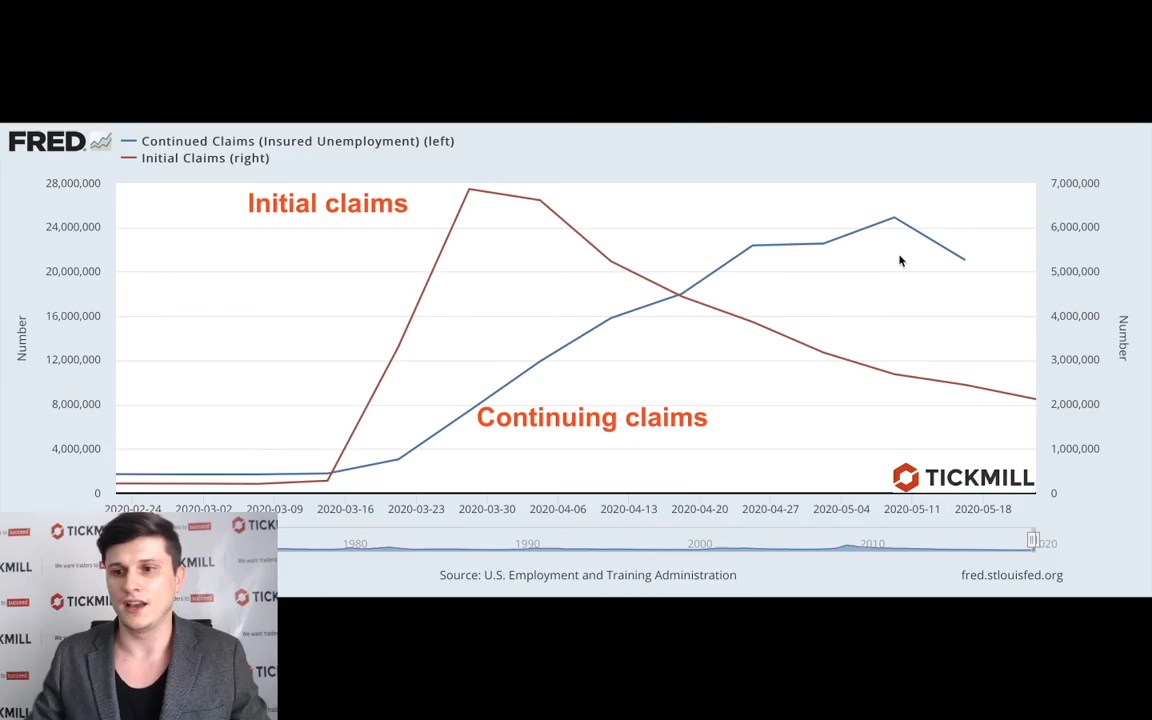 FRED
Continued Claims (Insured Unemployment) (left)
Initial Claims (right)
28,000,000
24,000,000
20,000,000
16,000,000
12,000,000
8,000,000
4,000,000
0
Number
Initial claims
Continuing claims
7,000,000
6,000,000
5,000,000
4,000,000
3,000,000
2,000,000
1,000,000
0
Number
TICKMILL
2020-02-24 2020-03-02 2020-03-09 2020-03-16 2020-03-23 2020-03-30 2020-04-06 2020-04-13 2020-04-20 2020-04-27 2020-05-04 2020-05-11 2020-05-18
1980 1990 2000 2010 2020
Source: U.S. Employment and Training Administration
fred.stlouisfed.org